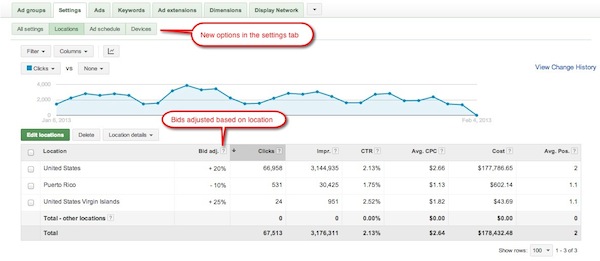 Ad groups Settings Ads Keywords Ad extensions Dimensions Display Network
All settings Locations Ad schedule Devices
New options in the settings tab
Filter Columns
Clicks VS None
View Change History
4,000
2,000
0
Jan 6, 2013 Feb 4, 2013
Bids adjusted based on location
Edit locations Delete Location details
Location Bid adj. ? Clicks ? Impr. ? CTR ? Avg. CPC ? Cost ? Avg. Pos. ?
United States + 20% 66,958 3,144,935 2.13% $2.66 $177,786.65 2
Puerto Rico - 10% 531 30,425 1.75% $1.13 $602.14 1.1
United States Virgin Islands + 25% 24 951 2.52% $1.82 $43.69 1.1
Total - other locations ? 0 0 0.00% $0.00 $0.00 0
Total 67,513 3,176,311 2.13% $2.64 $178,432.48 2
Show rows: 100 1 - 3 of 3